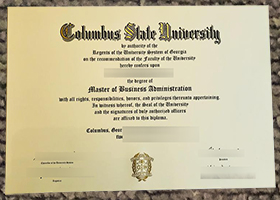 Columbus State University
by authority of the
Regents of the University System of Georgia
on the recommendation of the Faculty of the University
hereby confers upon
the degree of
Master of Business Administration
with all rights, responsibilities, honors, and privileges thereunto appertaining.
In witness whereof, the Seal of the University
and the signatures of duly authorized officers
are affixed to this diploma.
Columbus,